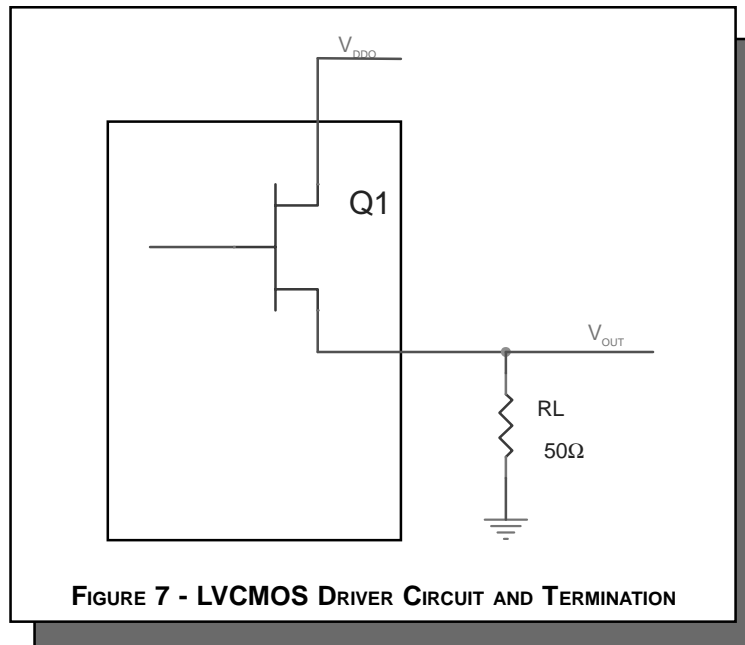 VDDO
Q1
VOUT
RL
50Ω
FIGURE 7 - LVCMOS DRIVER CIRCUIT AND TERMINATION